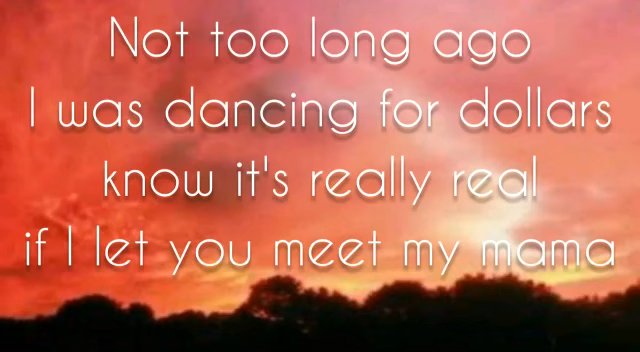 Not too long ago
I was dancing for dollars
know it's really real
if I let you meet my mama